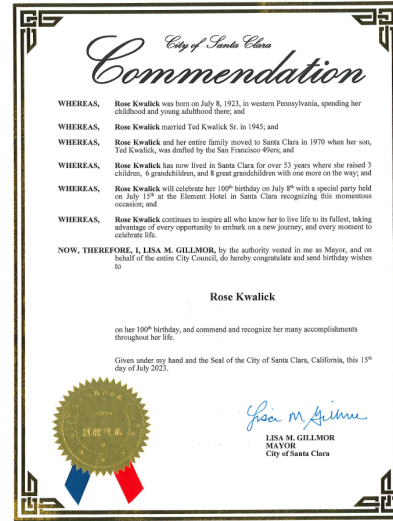 City of Santa Clara
Commendation
WHEREAS, Rose Kwalick was born on July 8, 1923, in western Pennsylvania, spending her
childhood and young adulthood there; and
WHEREAS, Rose Kwalick married Ted Kwalick Sr. in 1945; and
WHEREAS, Rose Kwalick and her entire family moved to Santa Clara in 1970 when her son,
Ted Kwalick, was drafted by the San Francisco 49ers; and
WHEREAS, Rose Kwalick has now lived in Santa Clara for over 53 years where she raised 3
children, 6 grandchildren, and 8 great grandchildren with one more on the way; and
WHEREAS, Rose Kwalick will celebrate her 100th birthday on July 8th with a special party held
on July 15th at the Element Hotel in Santa Clara recognizing this momentous
occasion; and
WHEREAS, Rose Kwalick continues to inspire all who know her to live life to its fullest, taking
advantage of every opportunity to embark on a new journey, and every moment to
celebrate life.
NOW, THEREFORE, I, LISA M. GILLMOR, by the authority vested in me as Mayor, and on
behalf of the entire City Council, do hereby congratulate and send birthday wishes
to
Rose Kwalick
on her 100th birthday, and commend and recognize her many accomplishments
throughout her life.
Given under my hand and the Seal of the City of Santa Clara, California, this 15th
day of July 2023.
Lisa M. Gillmor
LISA M. GILLMOR
MAYOR
City of Santa Clara